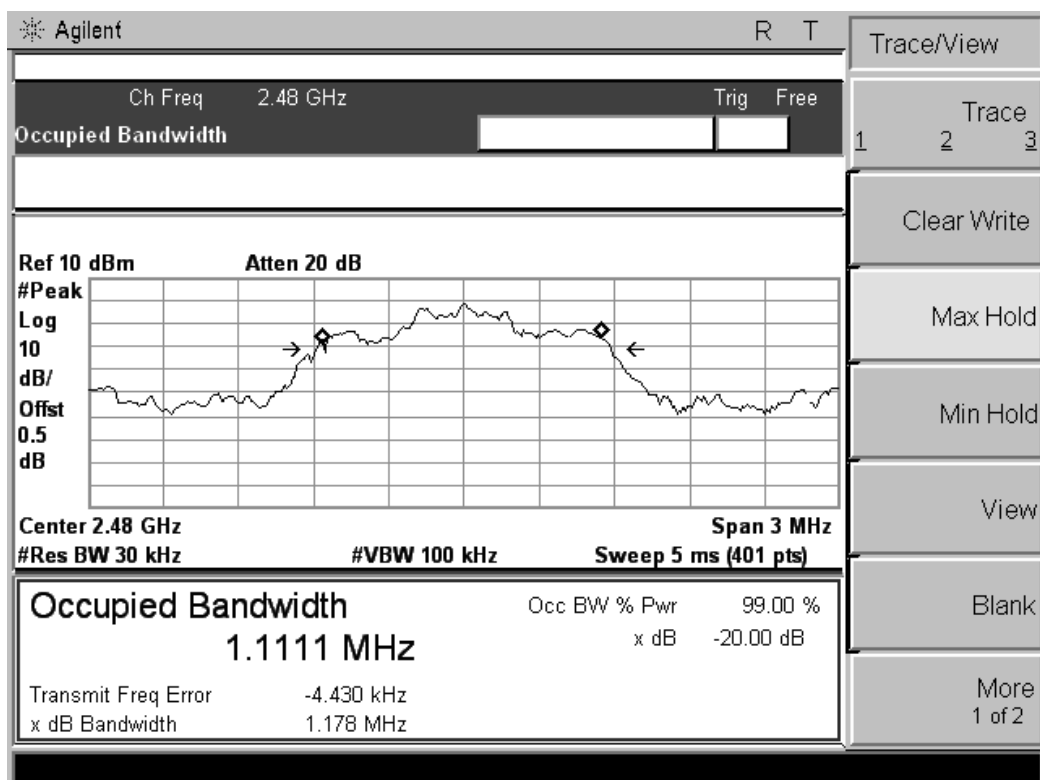 Agilent R T
Ch Freq 2.48 GHz Trig Free
Occupied Bandwidth
Ref 10 dBm Atten 20 dB
#Peak
Log
10
dB/
Offst
0.5
dB
Center 2.48 GHz Span 3 MHz
#Res BW 30 kHz #VBW 100 kHz Sweep 5 ms (401 pts)
Occupied Bandwidth Occ BW % Pwr 99.00 %
1.1111 MHz x dB -20.00 dB
Transmit Freq Error -4.430 kHz
x dB Bandwidth 1.178 MHz
Trace/View
Trace
1 2 3
Clear Write
Max Hold
Min Hold
View
Blank
More
1 of 2